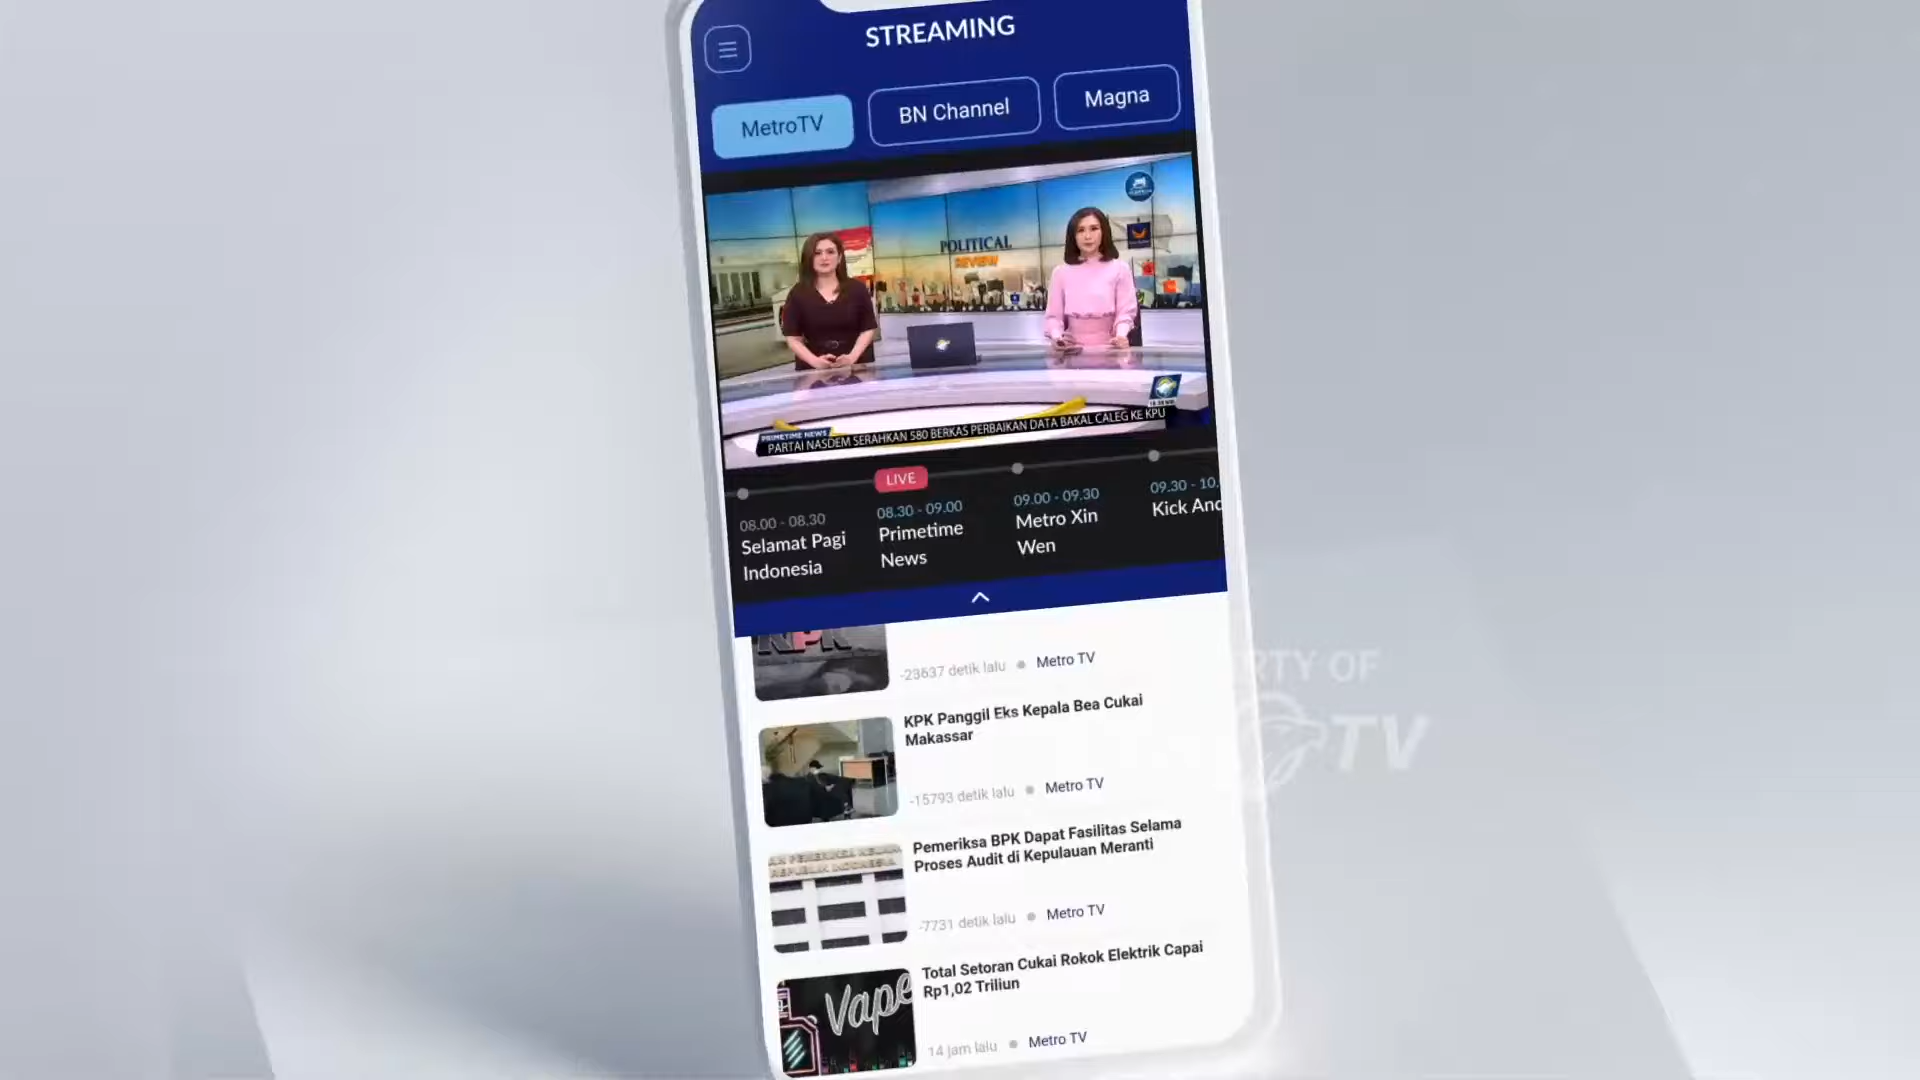 STREAMING
MetroTV
BN Channel
Magna
POLITICAL
REVIEW
PRIMETIME NEWS
PARTAI NASDEM SERAHKAN 580 BERKAS PERBAIKAN DATA BAKAL CALEG KE KPU
LIVE
08.00 - 08.30
Selamat Pagi
Indonesia
08.30 - 09.00
Primetime
News
09.00 - 09.30
Metro Xin
Wen
09.30 - 10.
Kick And
KPK
-23637 detik lalu
Metro TV
KPK Panggil Eks Kepala Bea Cukai
Makassar
-15793 detik lalu
Metro TV
Pemeriksa BPK Dapat Fasilitas Selama
Proses Audit di Kepulauan Meranti
REPUBLIK INDONESIA
-7731 detik lalu
Metro TV
Total Setoran Cukai Rokok Elektrik Capai
Rp1,02 Triliun
Vape
14 jam lalu
Metro TV
RTY OF
TV